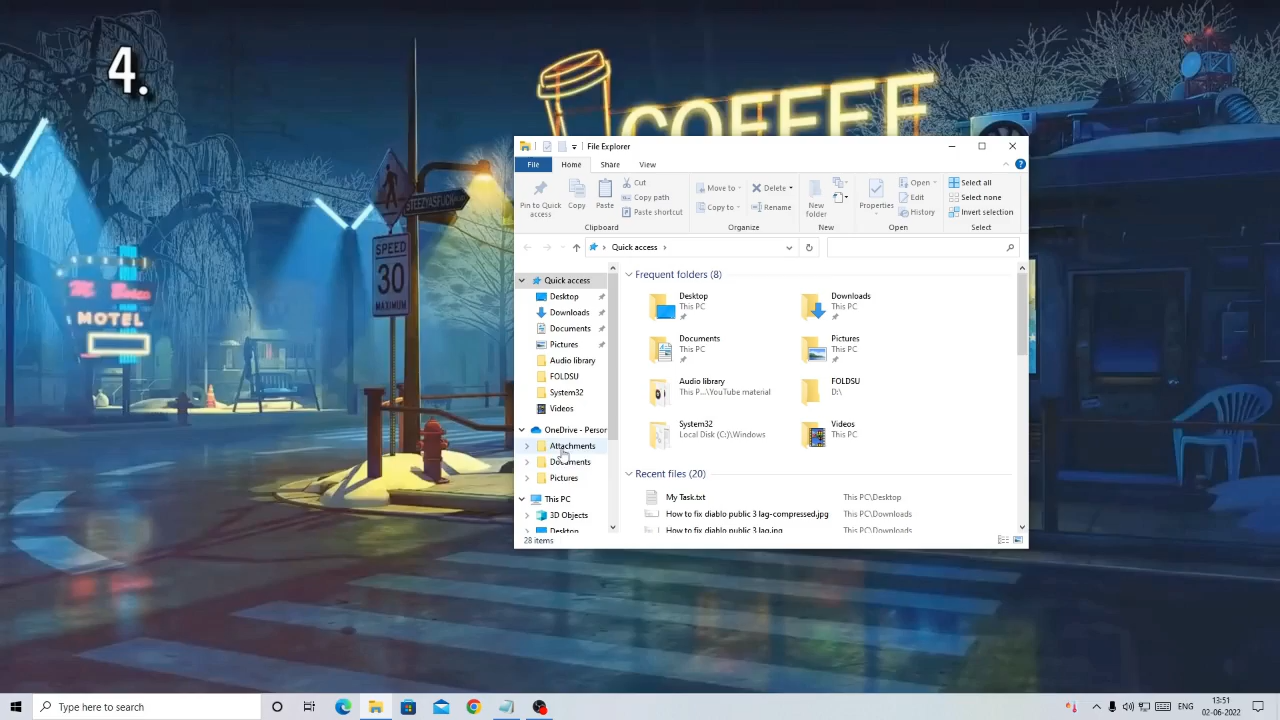 4.
COFFEE
STEEZYASFUCK
SPEED
30
MAXIMUM
MOTEL
File Explorer
File Home Share View
Pin to Quick access
Copy
Paste
Cut
Copy path
Paste shortcut
Clipboard
Move to
Copy to
Delete
Rename
Organize
New folder
New
Properties
Open
Edit
History
Open
Select all
Select none
Invert selection
Select
Quick access
Quick access
Desktop
Downloads
Documents
Pictures
Audio library
FOLDSU
System32
Videos
OneDrive - Person
Attachments
Documents
Pictures
This PC
3D Objects
Desktop
Frequent folders (8)
Desktop
This PC
Downloads
This PC
Documents
This PC
Pictures
This PC
Audio library
This P...\YouTube material
FOLDSU
D:\
System32
Local Disk (C:)\Windows
Videos
This PC
Recent files (20)
My Task.txt This PC\Desktop
How to fix diablo public 3 lag-compressed.jpg This PC\Downloads
How to fix diablo public 3 lag.jpg This PC\Downloads
28 items
Type here to search
ENG
13:51
02-06-2022